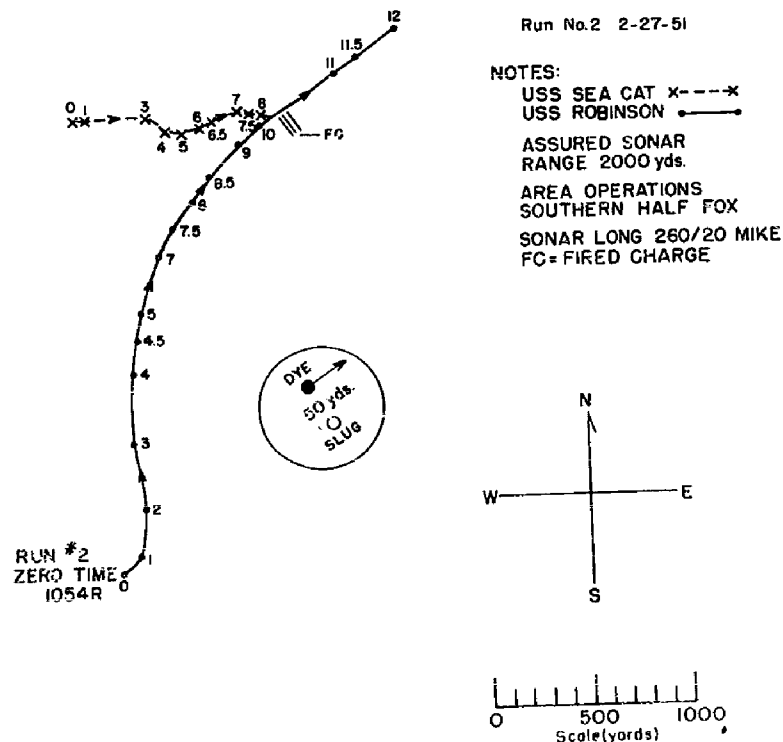 Run No.2 2-27-51
NOTES:
USS SEA CAT x----x
USS ROBINSON
ASSURED SONAR
RANGE 2000 yds.
AREA OPERATIONS
SOUTHERN HALF FOX
SONAR LONG 260/20 MIKE
FC=FIRED CHARGE
12
11.5
11
0 1 3 4 5 6 6.5 7 7.5 8
FC
10
9
8.5
8
7.5
7
5
4.5
4
3
2
1
0
RUN #2
ZERO TIME
1054R
DYE
50 yds.
SLUG
N
W E
S
0 500 1000
Scale(yards)